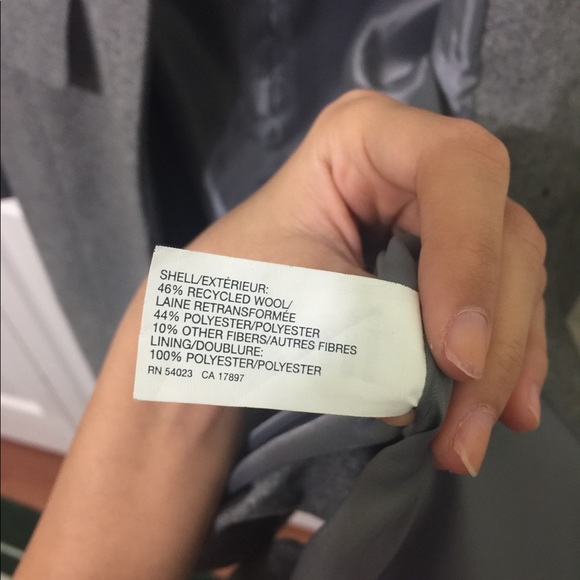 SHELL/EXTÉRIEUR:
46% RECYCLED WOOL/
LAINE RETRANSFORMÉE
44% POLYESTER/POLYESTER
10% OTHER FIBERS/AUTRES FIBRES
LINING/DOUBLURE:
100% POLYESTER/POLYESTER
RN 54023 CA 17897